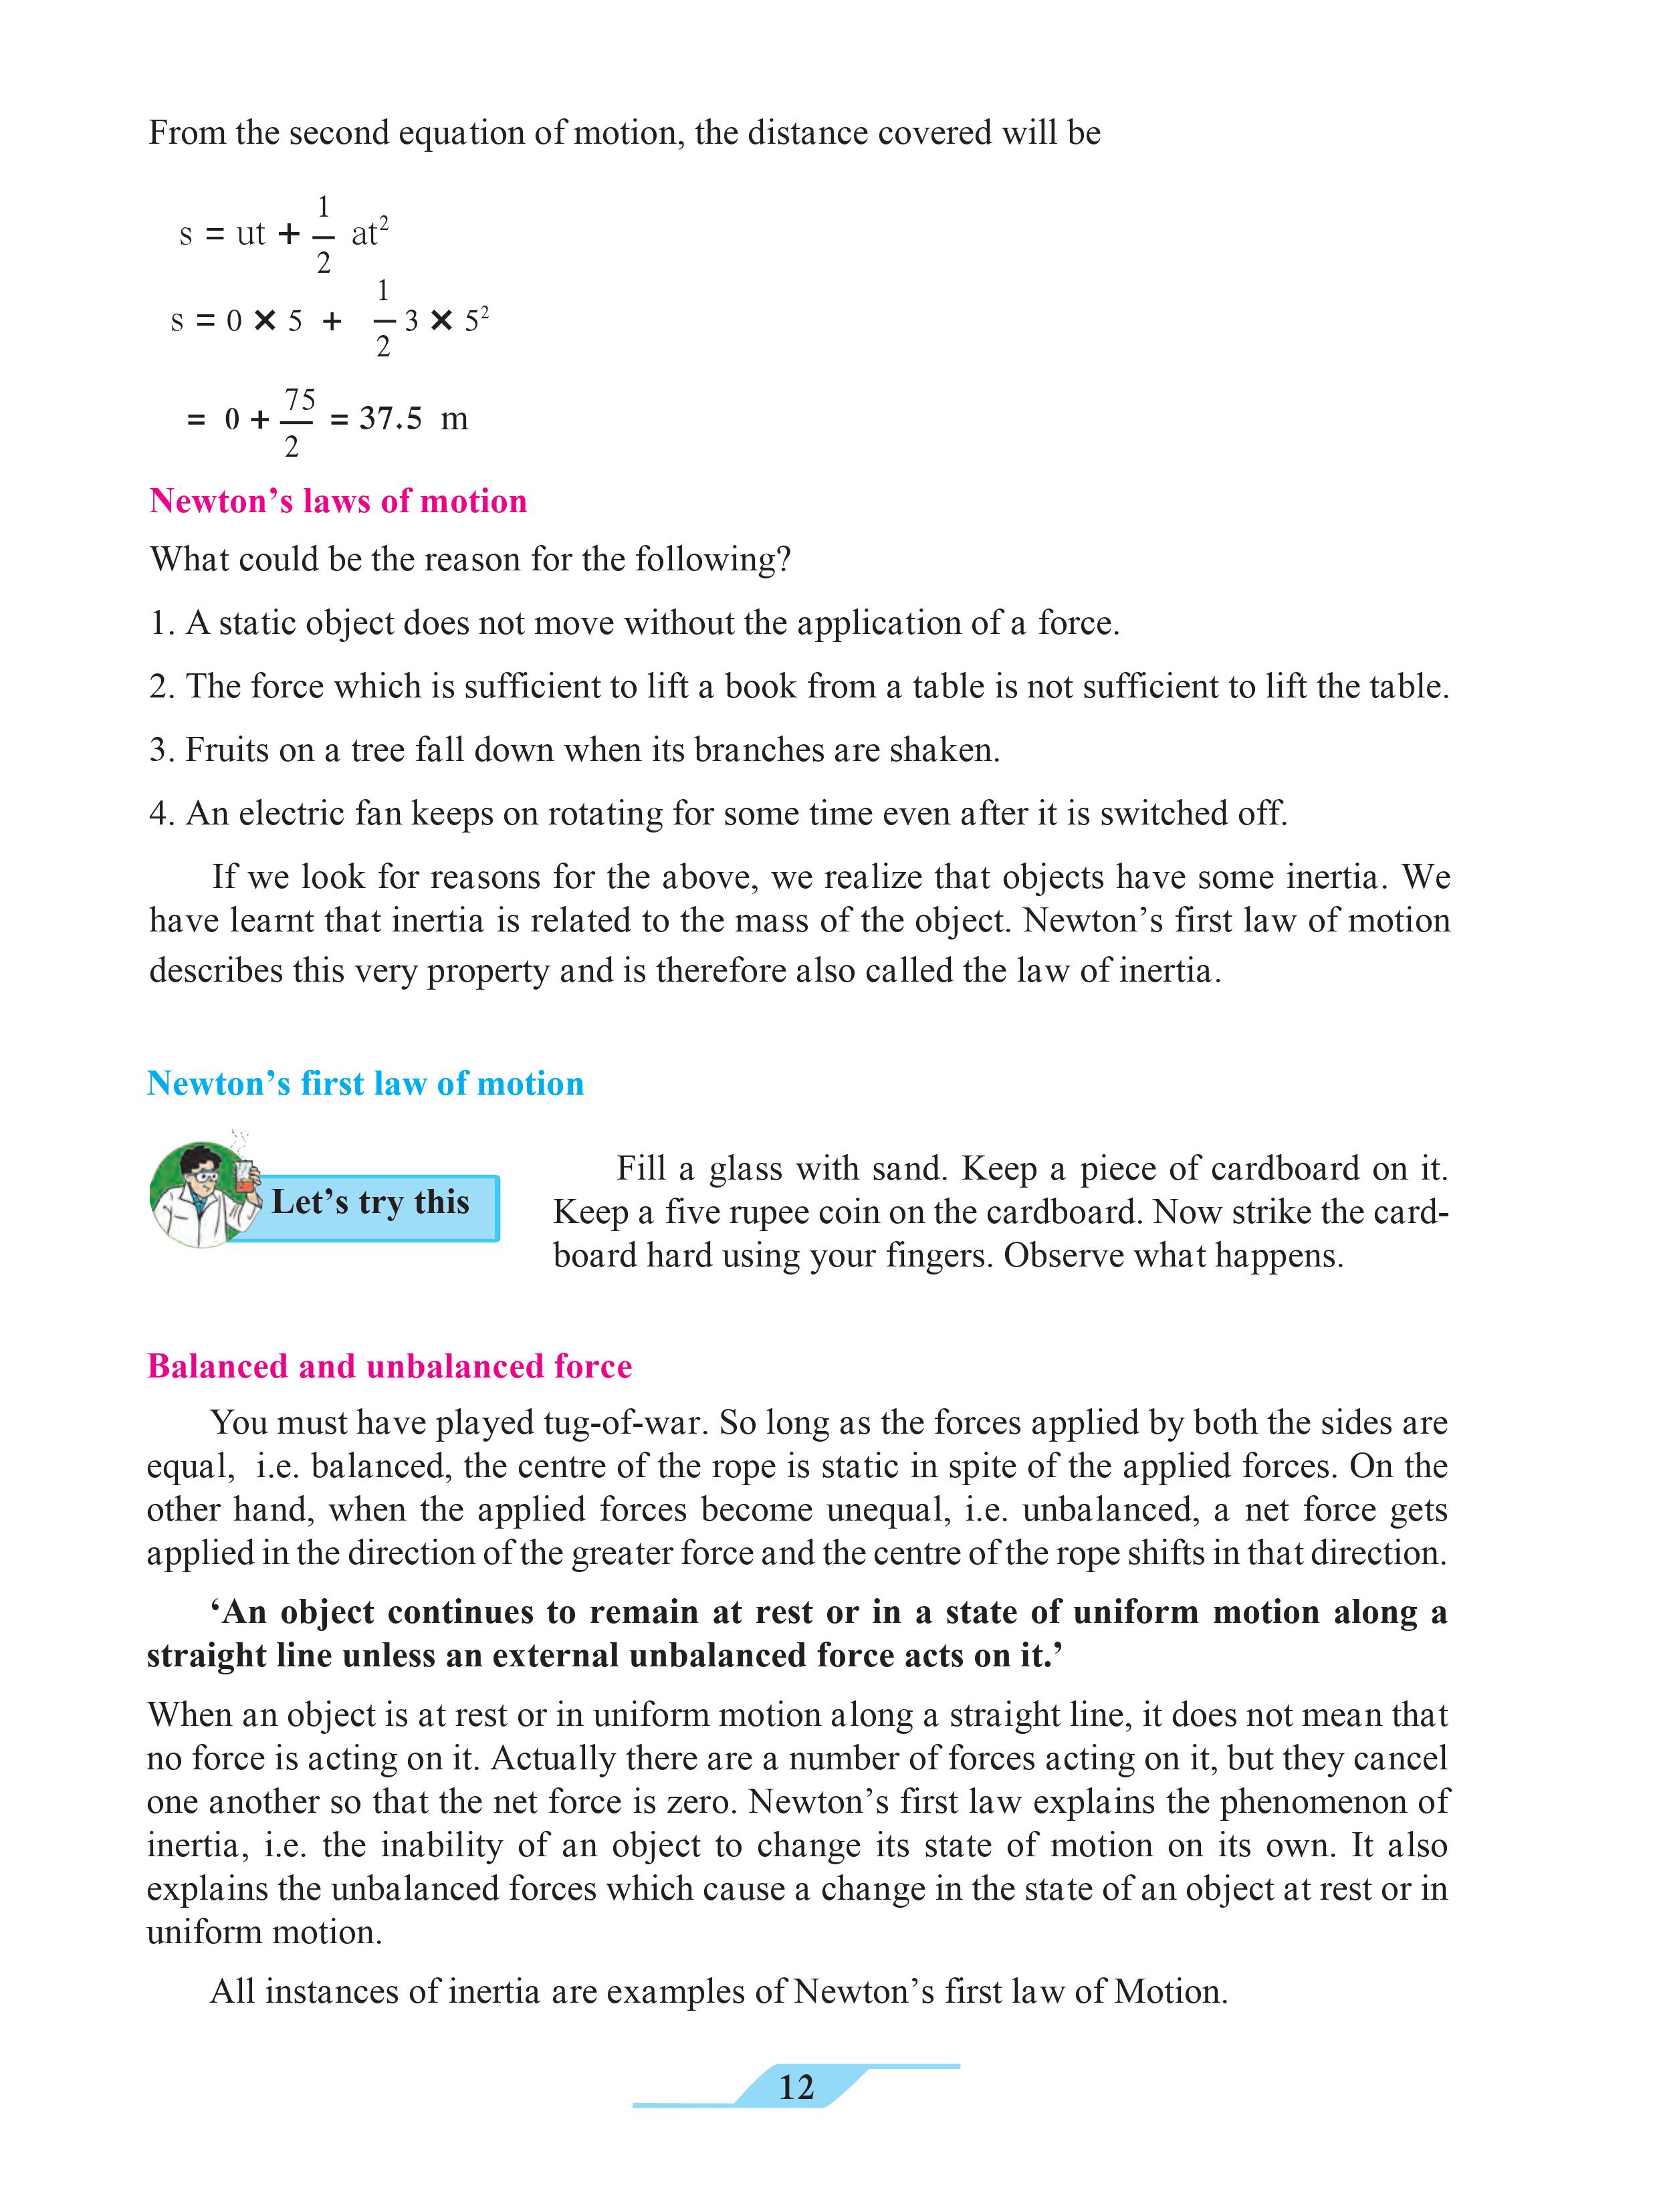 From the second equation of motion, the distance covered will be
s = ut + 1/2 at²
s = 0 × 5 + 1/2 3 × 5²
= 0 + 75/2 = 37.5 m
Newton’s laws of motion
What could be the reason for the following?
1. A static object does not move without the application of a force.
2. The force which is sufficient to lift a book from a table is not sufficient to lift the table.
3. Fruits on a tree fall down when its branches are shaken.
4. An electric fan keeps on rotating for some time even after it is switched off.
If we look for reasons for the above, we realize that objects have some inertia. We
have learnt that inertia is related to the mass of the object. Newton’s first law of motion
describes this very property and is therefore also called the law of inertia.
Newton’s first law of motion
Let’s try this
Fill a glass with sand. Keep a piece of cardboard on it.
Keep a five rupee coin on the cardboard. Now strike the card-
board hard using your fingers. Observe what happens.
Balanced and unbalanced force
You must have played tug-of-war. So long as the forces applied by both the sides are
equal, i.e. balanced, the centre of the rope is static in spite of the applied forces. On the
other hand, when the applied forces become unequal, i.e. unbalanced, a net force gets
applied in the direction of the greater force and the centre of the rope shifts in that direction.
‘An object continues to remain at rest or in a state of uniform motion along a
straight line unless an external unbalanced force acts on it.’
When an object is at rest or in uniform motion along a straight line, it does not mean that
no force is acting on it. Actually there are a number of forces acting on it, but they cancel
one another so that the net force is zero. Newton’s first law explains the phenomenon of
inertia, i.e. the inability of an object to change its state of motion on its own. It also
explains the unbalanced forces which cause a change in the state of an object at rest or in
uniform motion.
All instances of inertia are examples of Newton’s first law of Motion.
12